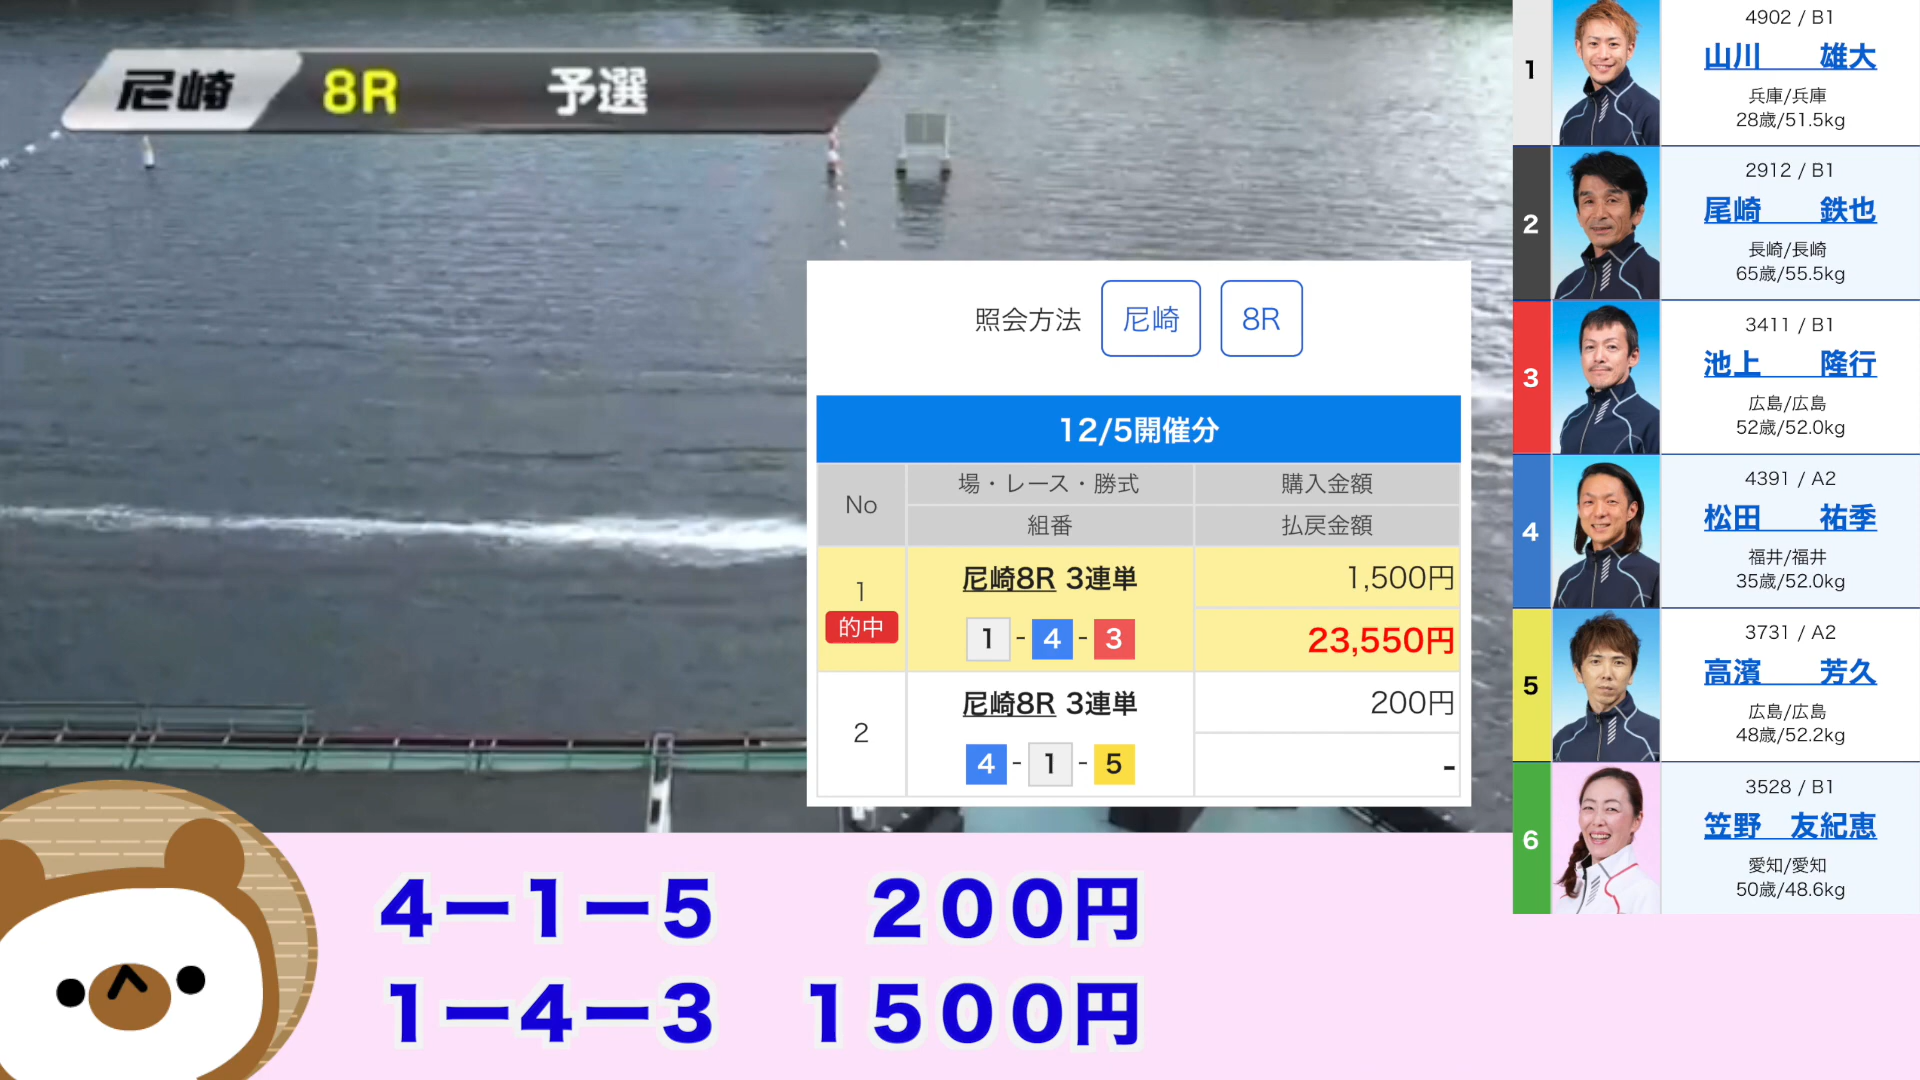 尼崎 8R 予選
照会方法 尼崎 8R
12/5開催分
No 場・レース・勝式 購入金額
組番 払戻金額
1 尼崎8R 3連単 1,500円
的中 1 - 4 - 3 23,550円
2 尼崎8R 3連単 200円
4 - 1 - 5 -
1
4902 / B1
山川 雄大
兵庫/兵庫
28歳/51.5kg
2
2912 / B1
尾崎 鉄也
長崎/長崎
65歳/55.5kg
3
3411 / B1
池上 隆行
広島/広島
52歳/52.0kg
4
4391 / A2
松田 祐季
福井/福井
35歳/52.0kg
5
3731 / A2
高濱 芳久
広島/広島
48歳/52.2kg
6
3528 / B1
笠野 友紀恵
愛知/愛知
50歳/48.6kg
4ー1ー5 200円
1ー4ー3 1500円